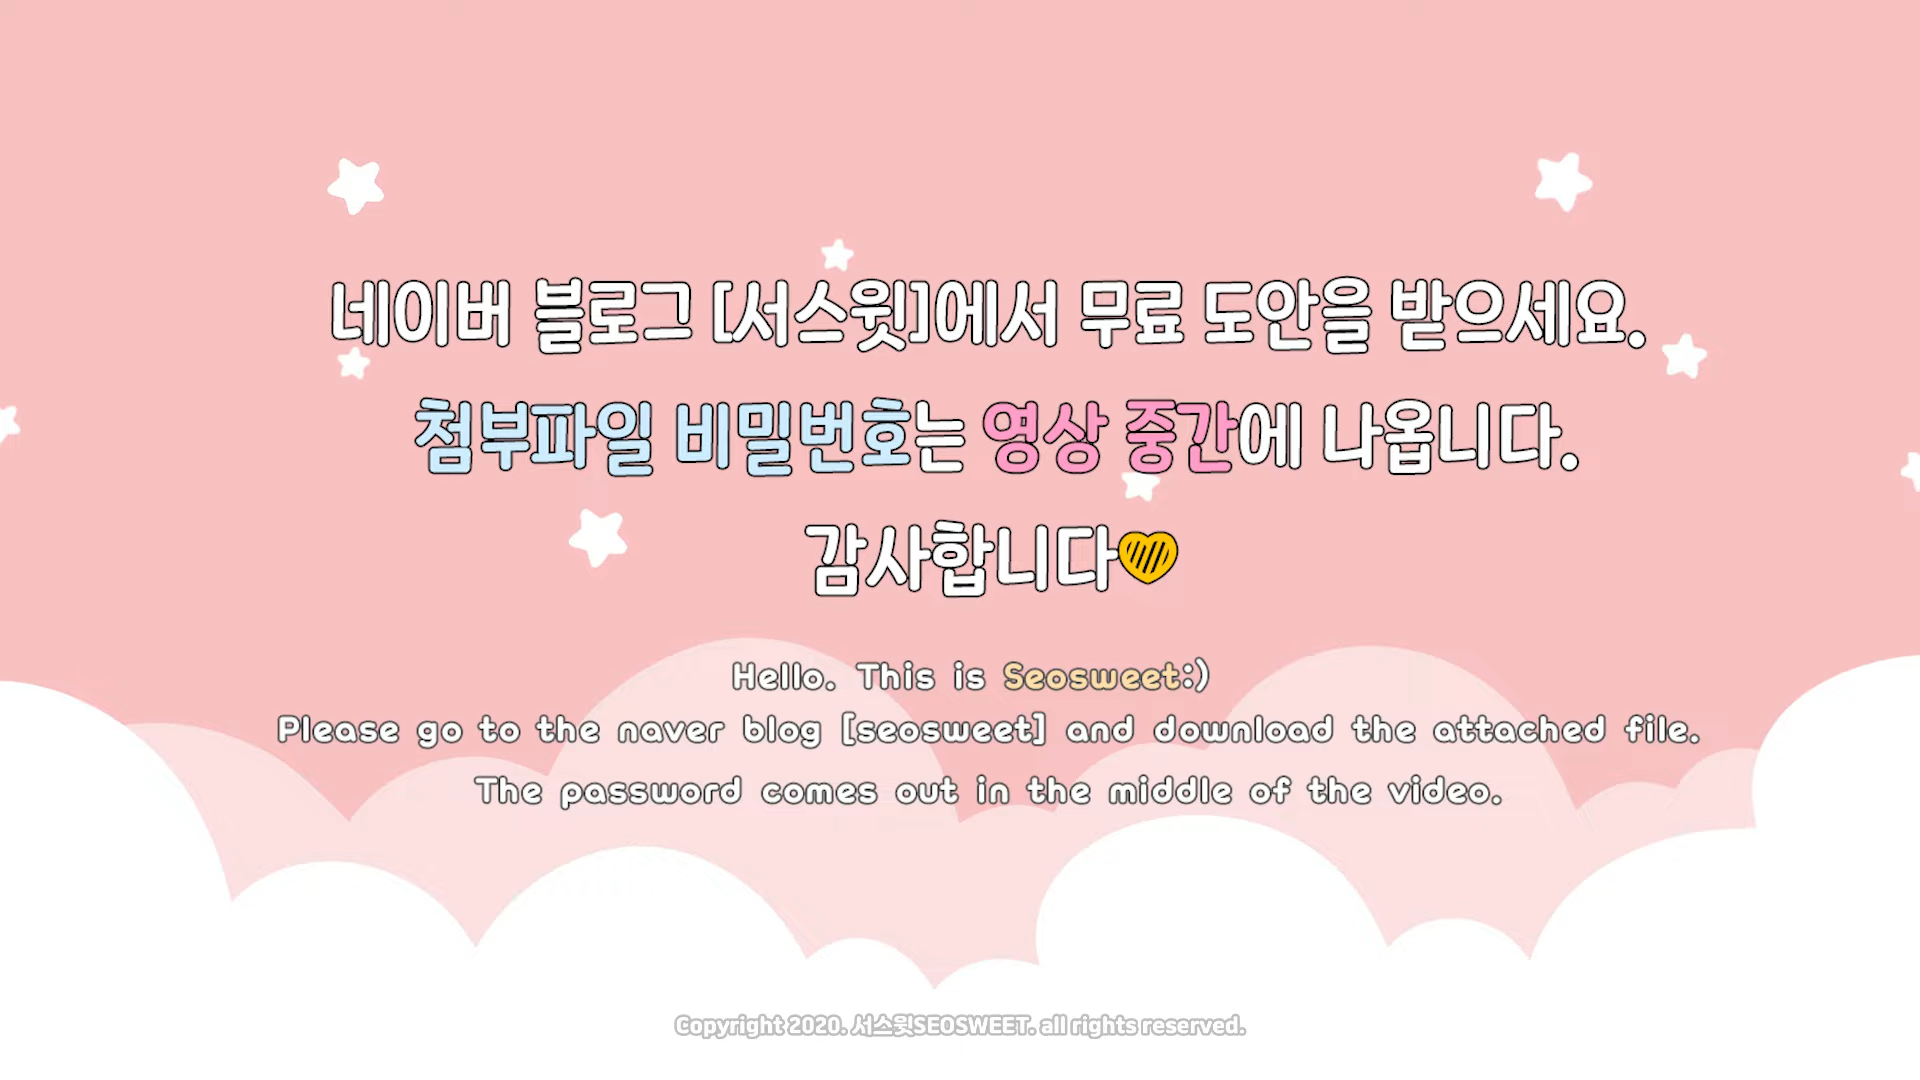 네이버 블로그 [서스윗]에서 무료 도안을 받으세요.
첨부파일 비밀번호는 영상 중간에 나옵니다.
감사합니다
Hello. This is Seosweet:)
Please go to the naver blog [seosweet] and download the attached file.
The password comes out in the middle of the video.
Copyright 2020. 서스윗SEOSWEET. all rights reserved.